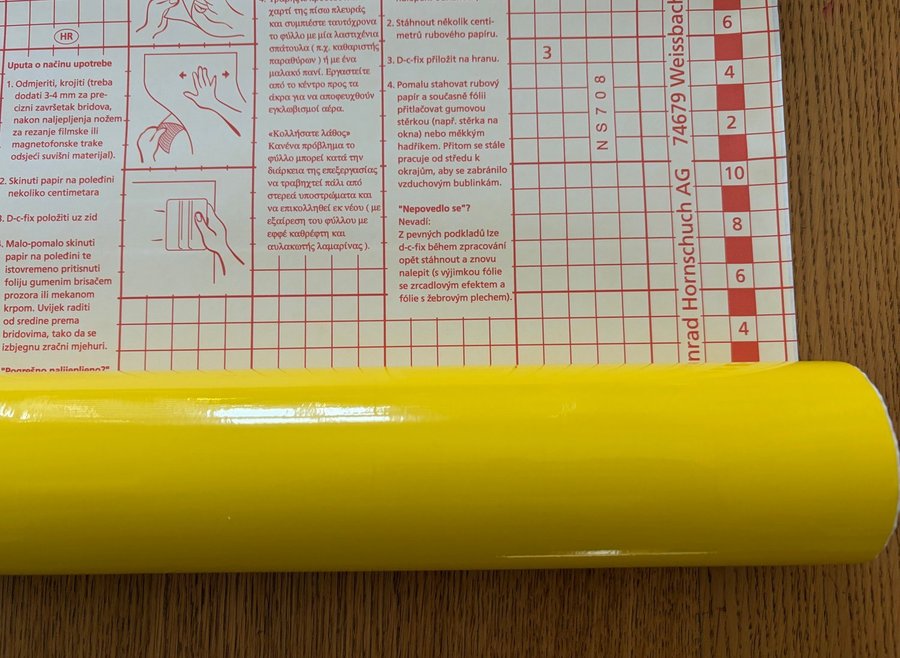 HR
Uputa o načinu upotrebe
1. Odmjeriti, krojiti (treba
dodati 3-4 mm za pre-
cizni završetak bridova,
nakon naljepljenja nožem
za rezanje filmske ili
magnetofonske trake
odsjeći suvišni materijal).
2. Skinuti papir na poleđini
nekoliko centimetara
3. D-c-fix položiti uz zid
Malo-pomalo skinuti
papir na poleđini te
istovremeno pritisnuti
foliju gumenim brisačem
prozora ili mekanom
krpom. Uvijek raditi
od sredine prema
bridovima, tako da se
izbjegnu zračni mjehuri.
"Pogrešno nalijepljeno?"
χαρτί της πίσω πλευράς
και συμπιέστε ταυτόχρονα
το φύλλο με μία λαστιχένια
σπάτουλα ( π.χ. καθαριστής
παραθύρων ) ή με ένα
μαλακό πανί. Εργαστείτε
από το κέντρο προς τα
άκρα για να αποφευχθούν
εγκλωβισμοί αέρα.
«Κολλήσατε λάθος»
Κανένα πρόβλημα το
φύλλο μπορεί κατά την
διάρκεια της επεξεργασίας
να τραβηχτεί πάλι από
στερεά υποστρώματα και
να επικολληθεί εκ νέου ( με
εξαίρεση του φύλλου με
εφφέ καθρέφτη και
αυλακωτής λαμαρίνας ).
2. Stáhnout několik centi-
metrů rubového papíru.
3. D-c-fix přiložit na hranu.
4. Pomalu stahovat rubový
papír a současně fólii
přitlačovat gumovou
stěrkou (např. stěrka na
okna) nebo měkkým
hadříkem. Přitom se stále
pracuje od středu k
okrajům, aby se zabránilo
vzduchovým bublinkám.
"Nepovedlo se"?
Nevadí:
Z pevných podkladů lze
d-c-fix během zpracování
opět stáhnout a znovu
nalepit (s výjimkou fólie
se zrcadlovým efektem a
fólie s žebrovým plechem).
3
NS708
nrad Hornschuch AG 74679 Weissbach
6
4
2
10
8
6
4